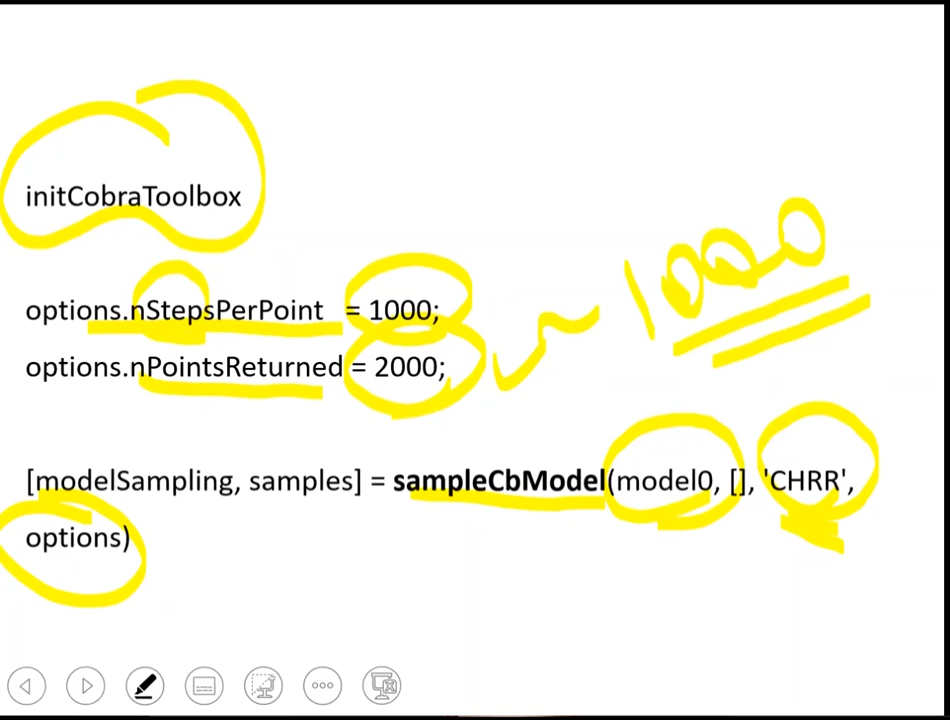 initCobraToolbox
options.nStepsPerPoint = 1000;
~ 1000
options.nPointsReturned = 2000;
[modelSampling, samples] = sampleCbModel(model0, [], 'CHRR',
options)